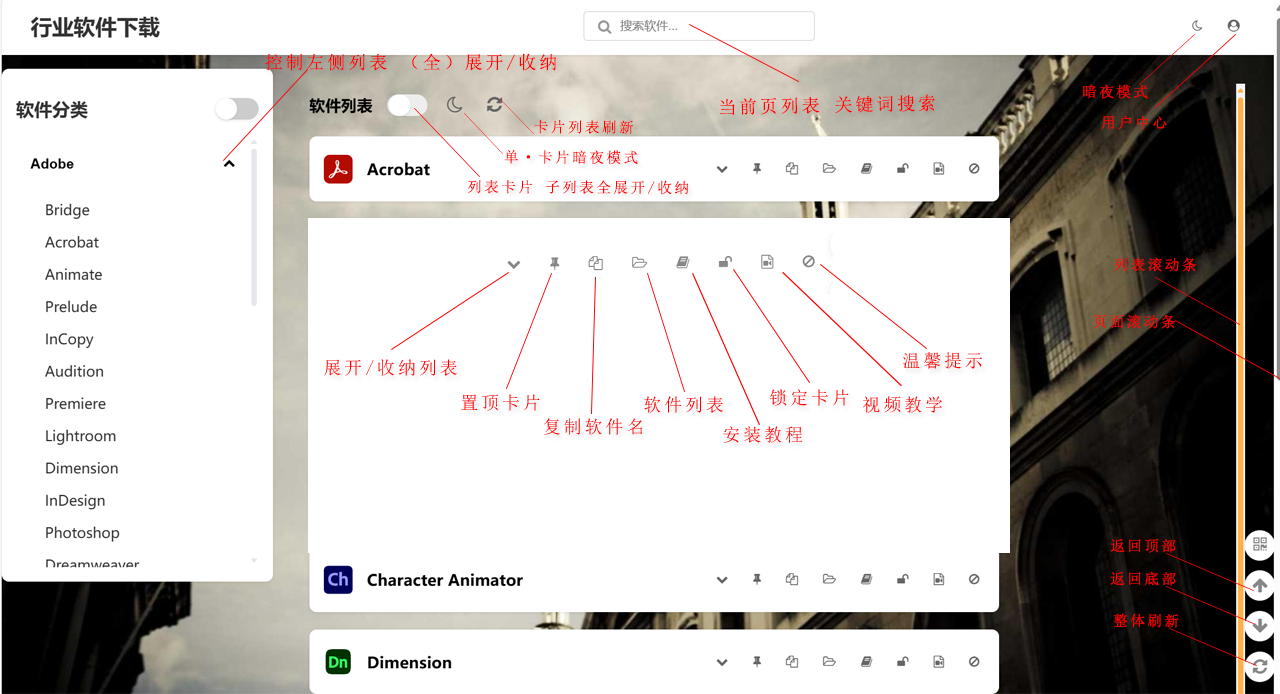 行业软件下载
搜索软件...
控制左侧列表 （全）展开/收纳
当前页列表 关键词搜索
暗夜模式
用户中心
软件分类
软件列表
卡片列表刷新
单·卡片暗夜模式
列表卡片 子列表全展开/收纳
Adobe
Bridge
Acrobat
Animate
Prelude
InCopy
Audition
Premiere
Lightroom
Dimension
InDesign
Photoshop
Dreamweaver
Acrobat
展开/收纳列表
置顶卡片
复制软件名
软件列表
安装教程
锁定卡片
视频教学
温馨提示
列表滚动条
页面滚动条
Ch Character Animator
Dn Dimension
返回顶部
返回底部
整体刷新